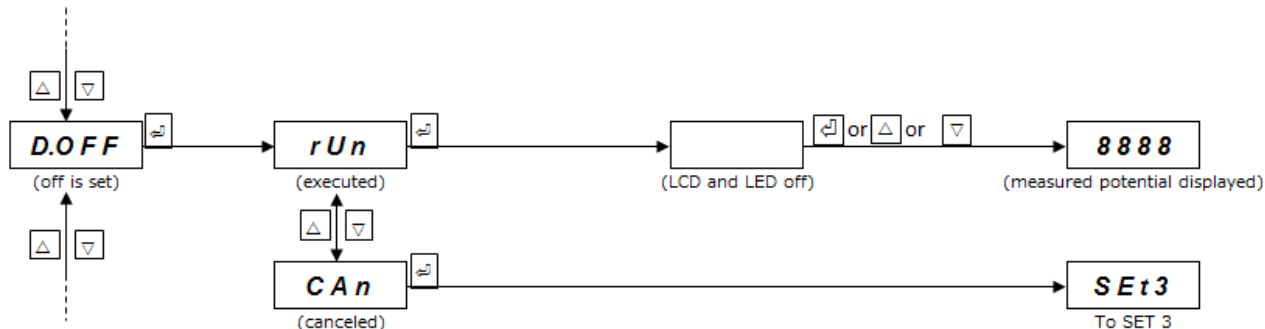 △ ▽
D.OFF ⏎ rUn ⏎ ⏎ or △ or ▽ 8888
(off is set) (executed) (LCD and LED off) (measured potential displayed)
△ ▽ △ ▽
CAn ⏎ SEt3
(canceled) To SET 3